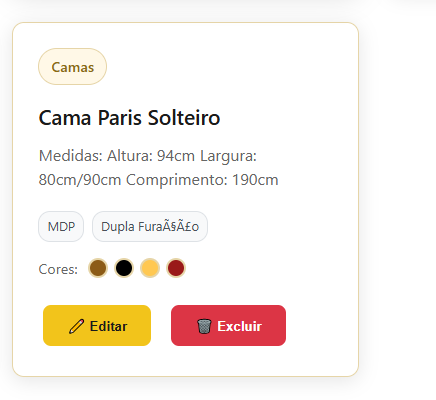 Camas
Cama Paris Solteiro
Medidas: Altura: 94cm Largura:
80cm/90cm Comprimento: 190cm
MDP Dupla FuraÃ§Ã£o
Cores:
Editar Excluir